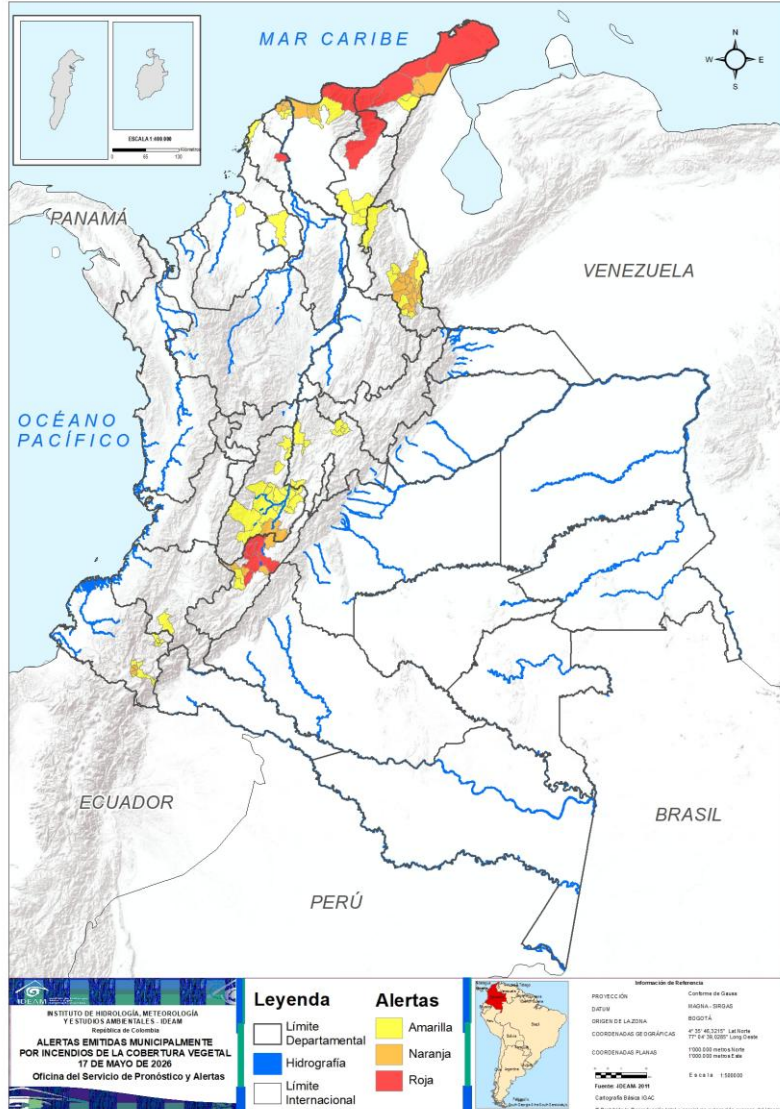 MAR CARIBE
N
W
E
S
ESCALA 1:400.000
PANAMÁ
VENEZUELA
OCÉANO
PACÍFICO
ECUADOR
BRASIL
PERÚ
IDEAM
INSTITUTO DE HIDROLOGÍA, METEOROLOGÍA
Y ESTUDIOS AMBIENTALES - IDEAM
República de Colombia
ALERTAS EMITIDAS MUNICIPALMENTE
POR INCENDIOS DE LA COBERTURA VEGETAL
17 DE MAYO DE 2026
Oficina del Servicio de Pronóstico y Alertas
Leyenda
Límite
Departamental
Hidrografía
Límite
Internacional
Alertas
Amarilla
Naranja
Roja
Información de Referencia
PROYECCIÓN
Conforme de Gauss
DATUM
MAGNA - SIRGAS
ORIGEN DE LA ZONA
BOGOTÁ
COORDENADAS GEOGRÁFICAS
COORDENADAS PLANAS
1'000.000 metros Norte
1'000.000 metros Este
Escala
Fuente: IDEAM- 2011
Cartografía Básica IGAC